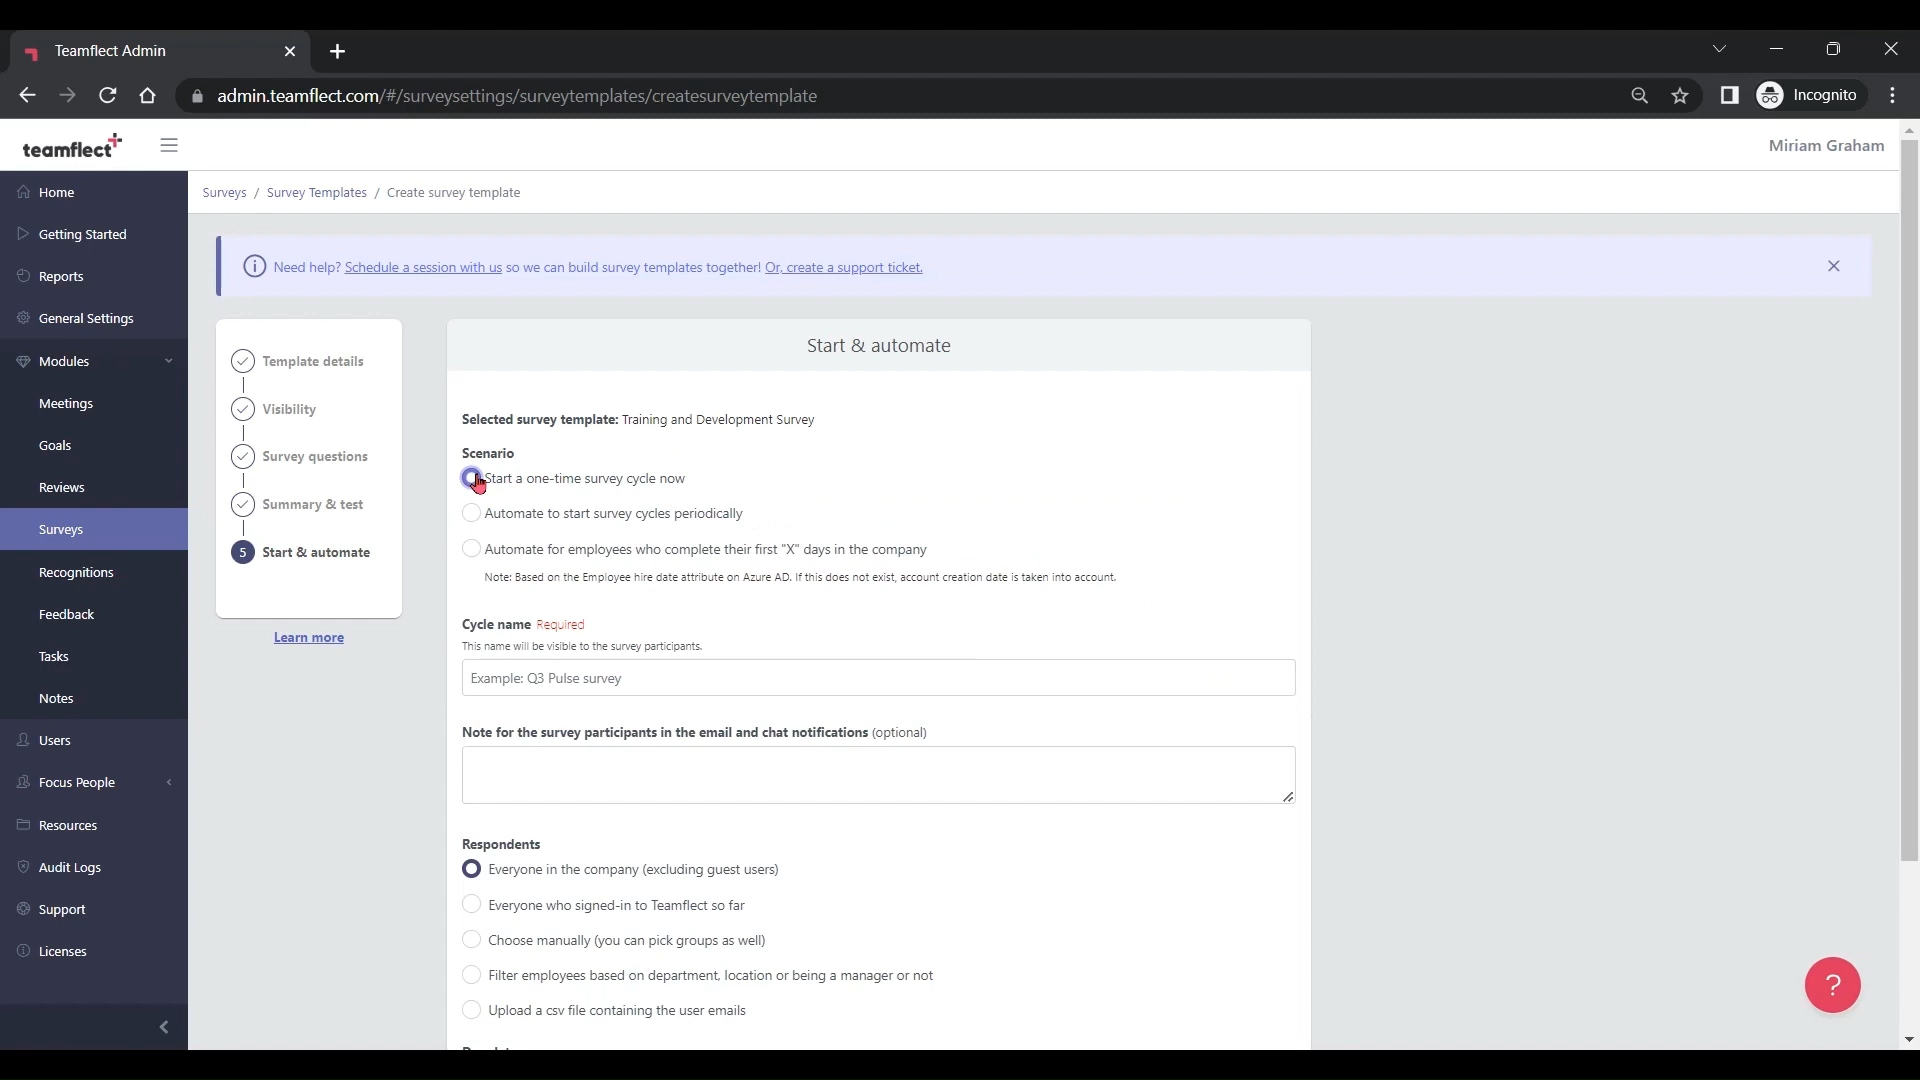 Teamflect Admin
admin.teamflect.com/#/surveysettings/surveytemplates/createsurveytemplate
Incognito
teamflect
Miriam Graham
Home
Getting Started
Reports
General Settings
Modules
Meetings
Goals
Reviews
Surveys
Recognitions
Feedback
Tasks
Notes
Users
Focus People
Resources
Audit Logs
Support
Licenses
Surveys / Survey Templates / Create survey template
Need help? Schedule a session with us so we can build survey templates together! Or, create a support ticket.
Template details
Visibility
Survey questions
Summary & test
5 Start & automate
Learn more
Start & automate
Selected survey template: Training and Development Survey
Scenario
Start a one-time survey cycle now
Automate to start survey cycles periodically
Automate for employees who complete their first "X" days in the company
Note: Based on the Employee hire date attribute on Azure AD. If this does not exist, account creation date is taken into account.
Cycle name Required
This name will be visible to the survey participants.
Example: Q3 Pulse survey
Note for the survey participants in the email and chat notifications (optional)
Respondents
Everyone in the company (excluding guest users)
Everyone who signed-in to Teamflect so far
Choose manually (you can pick groups as well)
Filter employees based on department, location or being a manager or not
Upload a csv file containing the user emails
?